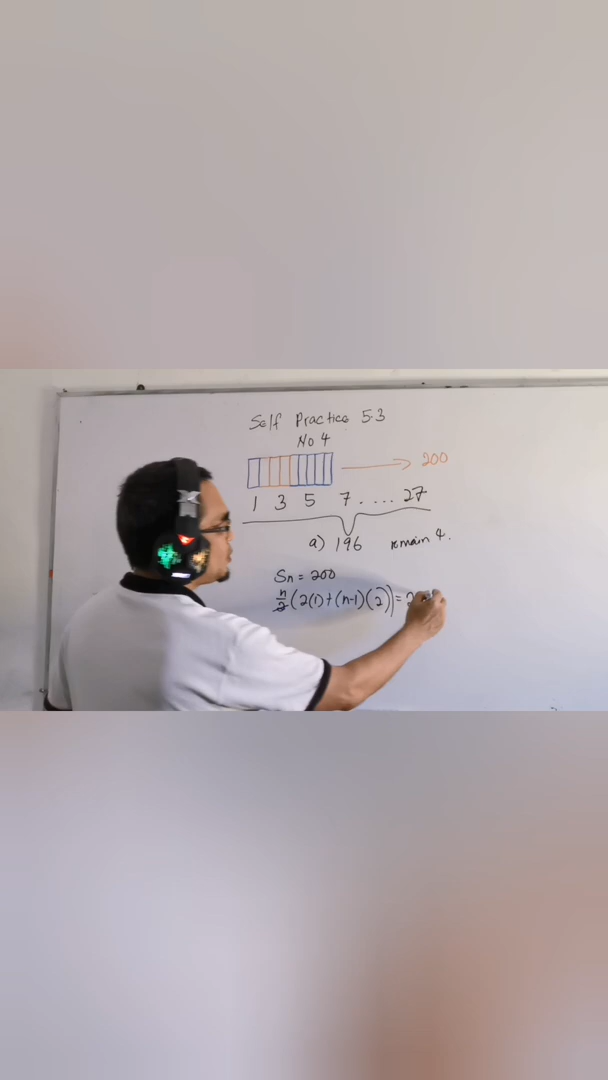 Self Practice 5.3
No 4
200
1 3 5 7 .... 27
a) 196 remain 4.
Sn = 200
n/2 (2(1) + (n-1)(2)) = 2